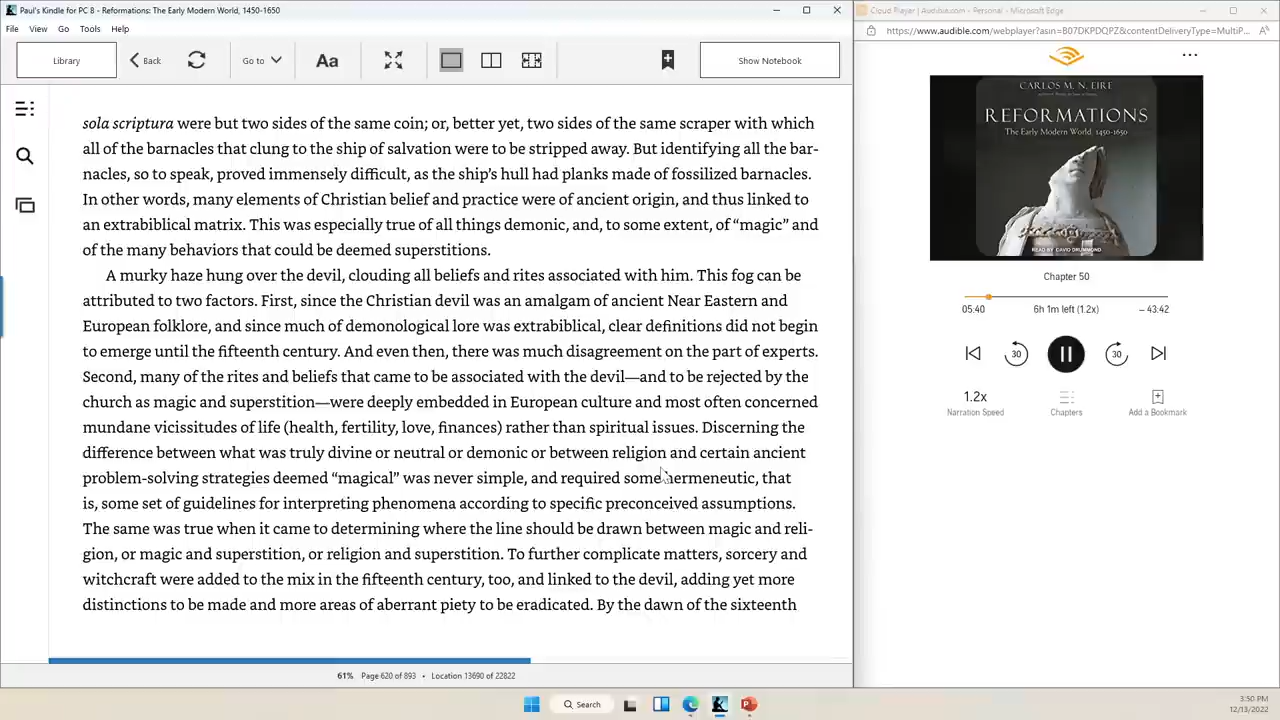 Paul's Kindle for PC 8 - Reformations: The Early Modern World, 1450-1650
File View Go Tools Help
Library
Back
Go to
Aa
Show Notebook
sola scriptura were but two sides of the same coin; or, better yet, two sides of the same scraper with which
all of the barnacles that clung to the ship of salvation were to be stripped away. But identifying all the bar-
nacles, so to speak, proved immensely difficult, as the ship's hull had planks made of fossilized barnacles.
In other words, many elements of Christian belief and practice were of ancient origin, and thus linked to
an extrabiblical matrix. This was especially true of all things demonic, and, to some extent, of “magic” and
of the many behaviors that could be deemed superstitions.
A murky haze hung over the devil, clouding all beliefs and rites associated with him. This fog can be
attributed to two factors. First, since the Christian devil was an amalgam of ancient Near Eastern and
European folklore, and since much of demonological lore was extrabiblical, clear definitions did not begin
to emerge until the fifteenth century. And even then, there was much disagreement on the part of experts.
Second, many of the rites and beliefs that came to be associated with the devil—and to be rejected by the
church as magic and superstition—were deeply embedded in European culture and most often concerned
mundane vicissitudes of life (health, fertility, love, finances) rather than spiritual issues. Discerning the
difference between what was truly divine or neutral or demonic or between religion and certain ancient
problem-solving strategies deemed “magical” was never simple, and required some hermeneutic, that
is, some set of guidelines for interpreting phenomena according to specific preconceived assumptions.
The same was true when it came to determining where the line should be drawn between magic and reli-
gion, or magic and superstition, or religion and superstition. To further complicate matters, sorcery and
witchcraft were added to the mix in the fifteenth century, too, and linked to the devil, adding yet more
distinctions to be made and more areas of aberrant piety to be eradicated. By the dawn of the sixteenth
61% Page 620 of 893 • Location 13690 of 22822
Cloud Player | Audible.com - Personal - Microsoft Edge
https://www.audible.com/webplayer?asin=B07DKPDQPZ&contentDeliveryType=MultiP...
CARLOS M. N. EIRE
REFORMATIONS
The Early Modern World, 1450-1650
READ BY DAVID DRUMMOND
Chapter 50
05:40 6h 1m left (1.2x) – 43:42
30
30
1.2x
Narration Speed
Chapters
Add a Bookmark
Search
3:50 PM
12/13/2022